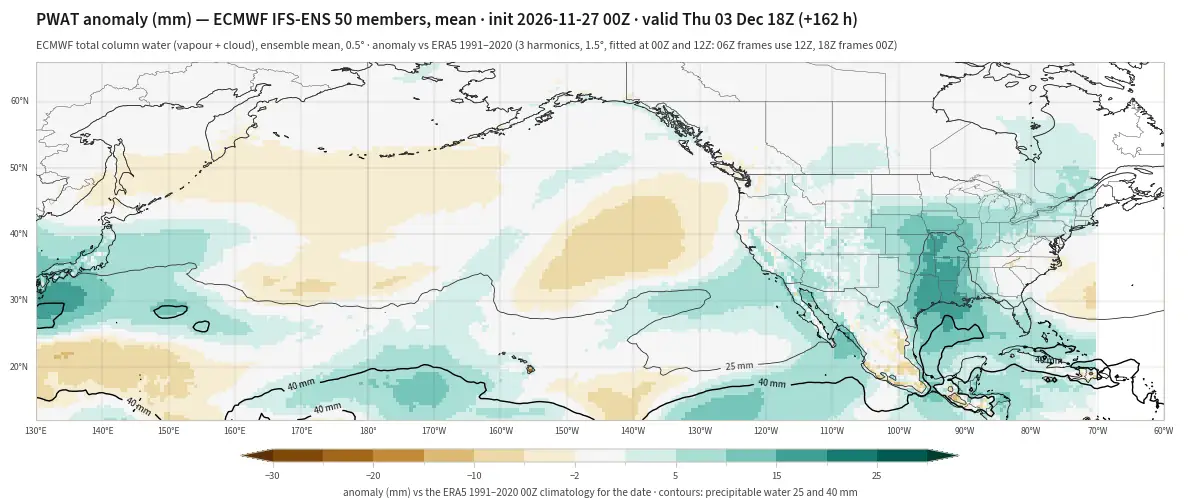 PWAT anomaly (mm) — ECMWF IFS-ENS 50 members, mean · init 2026-11-27 00Z · valid Thu 03 Dec 18Z (+162 h)
ECMWF total column water (vapour + cloud), ensemble mean, 0.5° · anomaly vs ERA5 1991–2020 (3 harmonics, 1.5°, fitted at 00Z and 12Z: 06Z frames use 12Z, 18Z frames 00Z)
60°N
50°N
40°N
30°N
20°N
25 mm
40 mm
40 mm
40 mm
40 mm
40 mm
130°E 140°E 150°E 160°E 170°E 180° 170°W 160°W 150°W 140°W 130°W 120°W 110°W 100°W 90°W 80°W 70°W 60°W
−30 −20 −10 −2 5 15 25
anomaly (mm) vs the ERA5 1991–2020 00Z climatology for the date · contours: precipitable water 25 and 40 mm